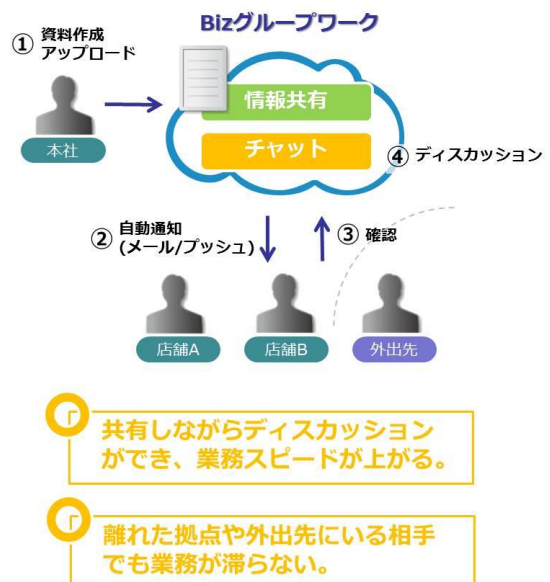 Bizグループワーク
① 資料作成
アップロード
情報共有
チャット
本社
④ ディスカッション
② 自動通知
(メール/プッシュ)
③ 確認
店舗A
店舗B
外出先
共有しながらディスカッション
ができ、業務スピードが上がる。
離れた拠点や外出先にいる相手
でも業務が滞らない。